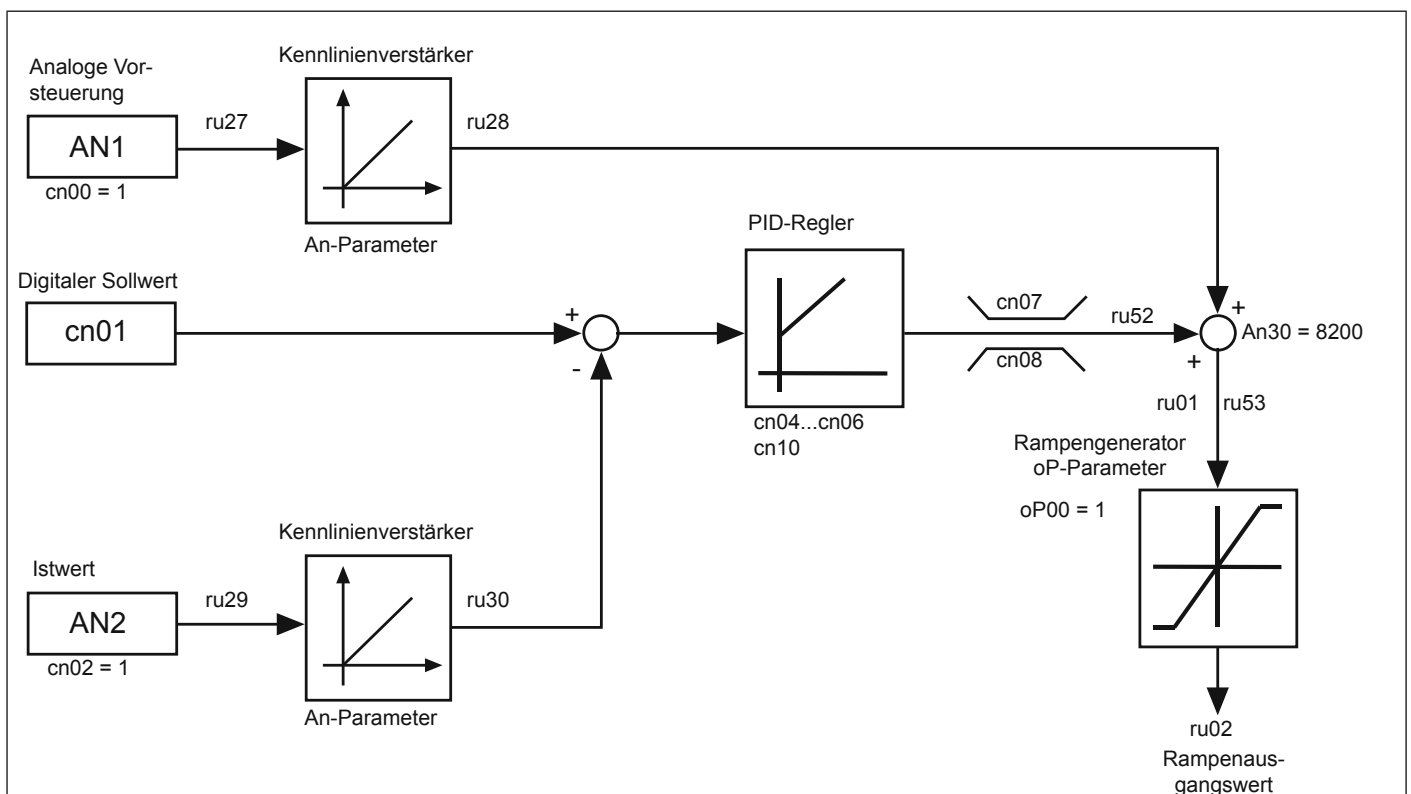 Kennlinienverstärker
Analoge Vor-
steuerung
AN1
cn00 = 1
ru27
ru28
An-Parameter
PID-Regler
Digitaler Sollwert
cn01
+
-
cn07
cn08
ru52
+
+
An30 = 8200
cn04...cn06
cn10
ru01
ru53
Rampengenerator
oP-Parameter
oP00 = 1
Kennlinienverstärker
Istwert
AN2
cn02 = 1
ru29
ru30
An-Parameter
ru02
Rampenaus-
gangswert